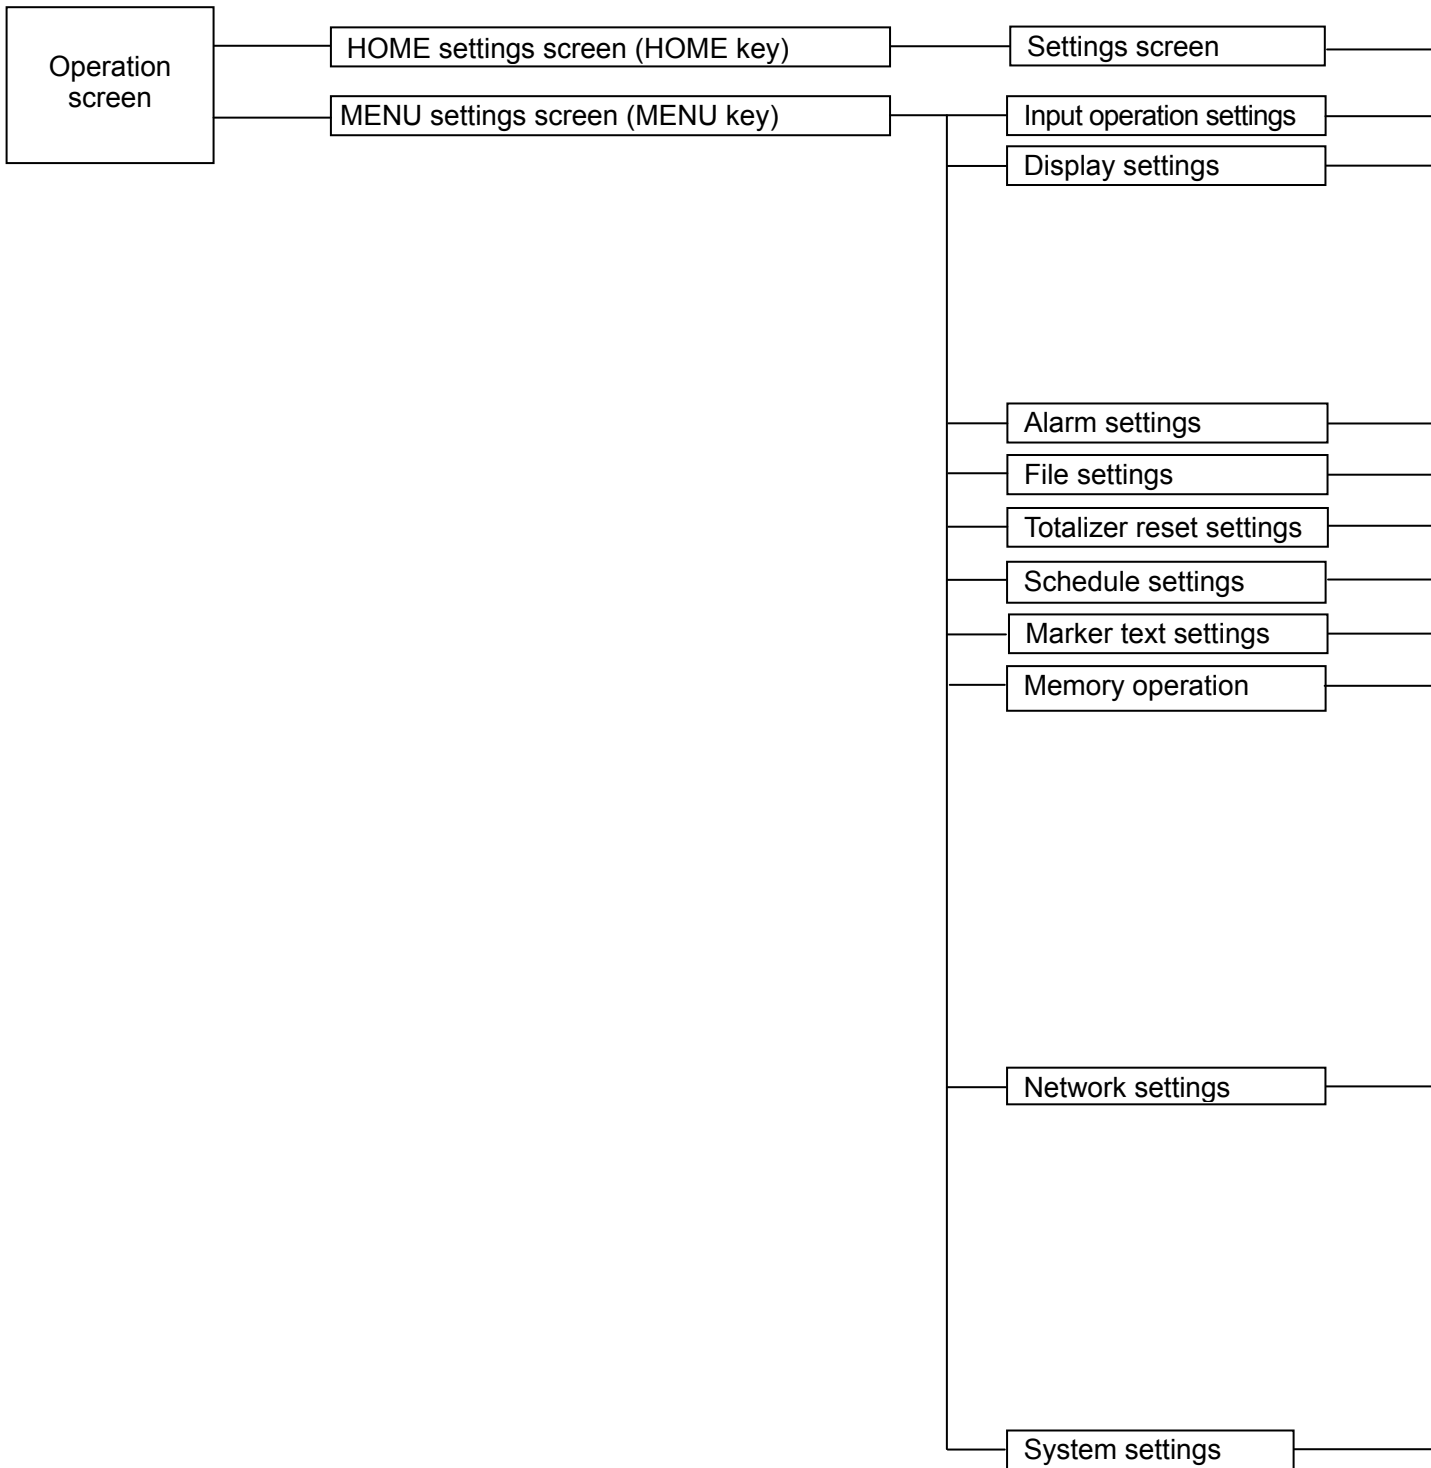 Operation
screen
HOME settings screen (HOME key)
Settings screen
MENU settings screen (MENU key)
Input operation settings
Display settings
Alarm settings
File settings
Totalizer reset settings
Schedule settings
Marker text settings
Memory operation
Network settings
System settings